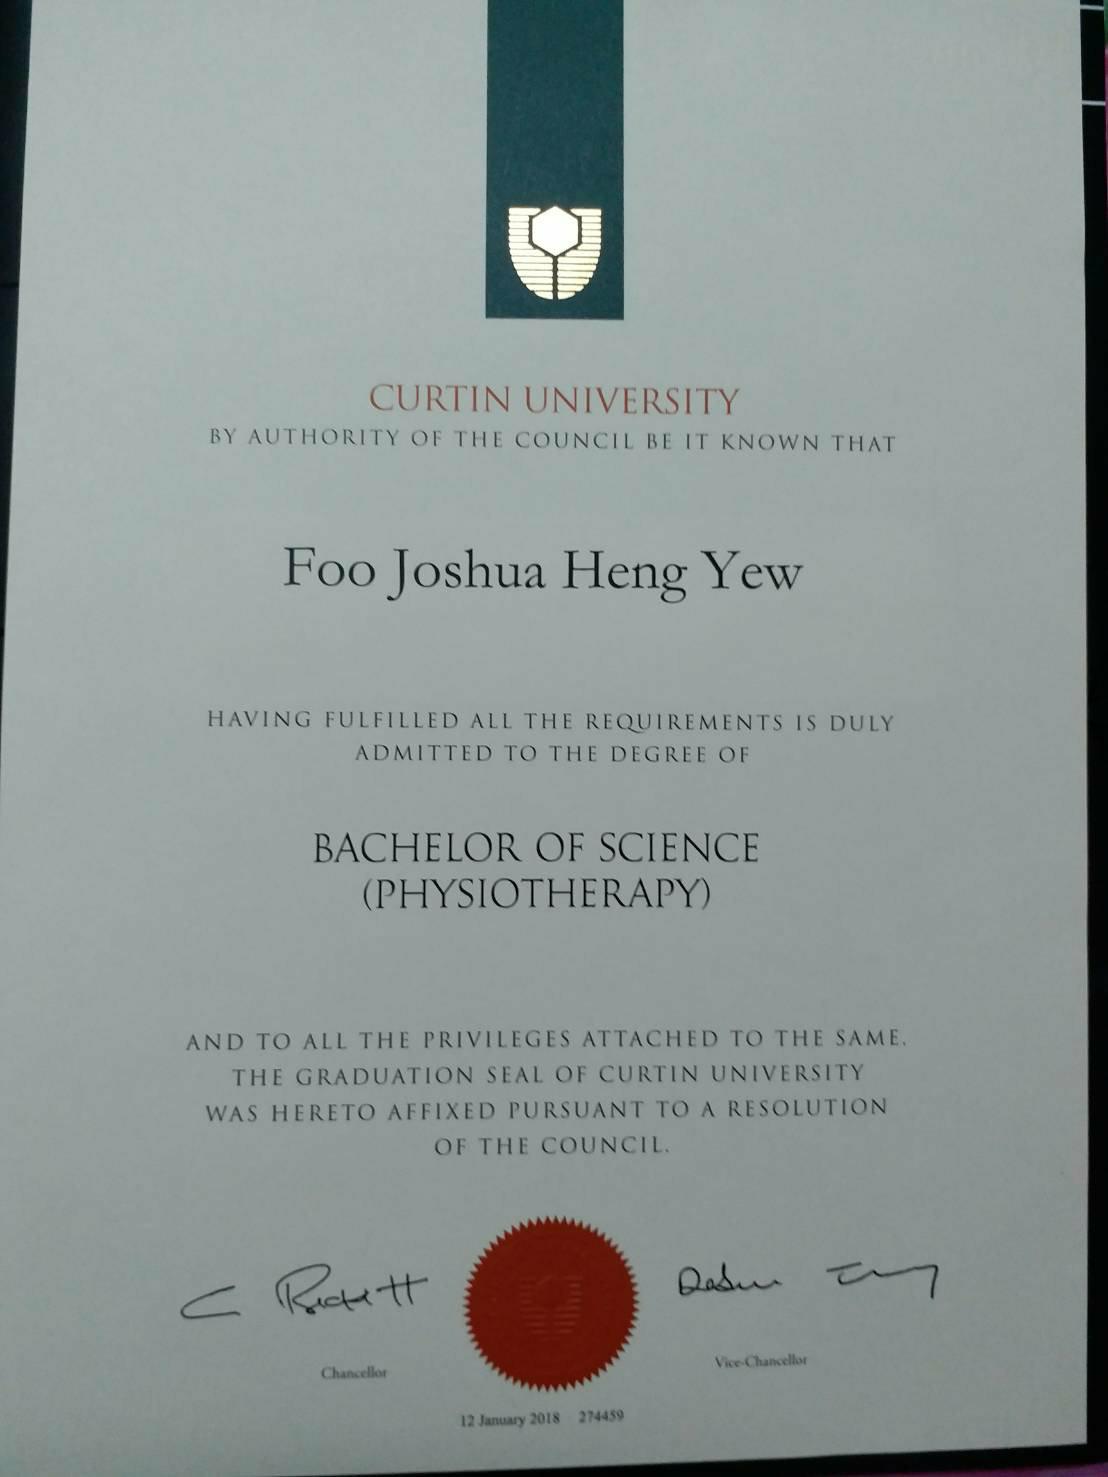 CURTIN UNIVERSITY
BY AUTHORITY OF THE COUNCIL BE IT KNOWN THAT
Foo Joshua Heng Yew
HAVING FULFILLED ALL THE REQUIREMENTS IS DULY
ADMITTED TO THE DEGREE OF
BACHELOR OF SCIENCE
(PHYSIOTHERAPY)
AND TO ALL THE PRIVILEGES ATTACHED TO THE SAME.
THE GRADUATION SEAL OF CURTIN UNIVERSITY
WAS HERETO AFFIXED PURSUANT TO A RESOLUTION
OF THE COUNCIL.
Chancellor
Vice-Chancellor
12 January 2018 274459